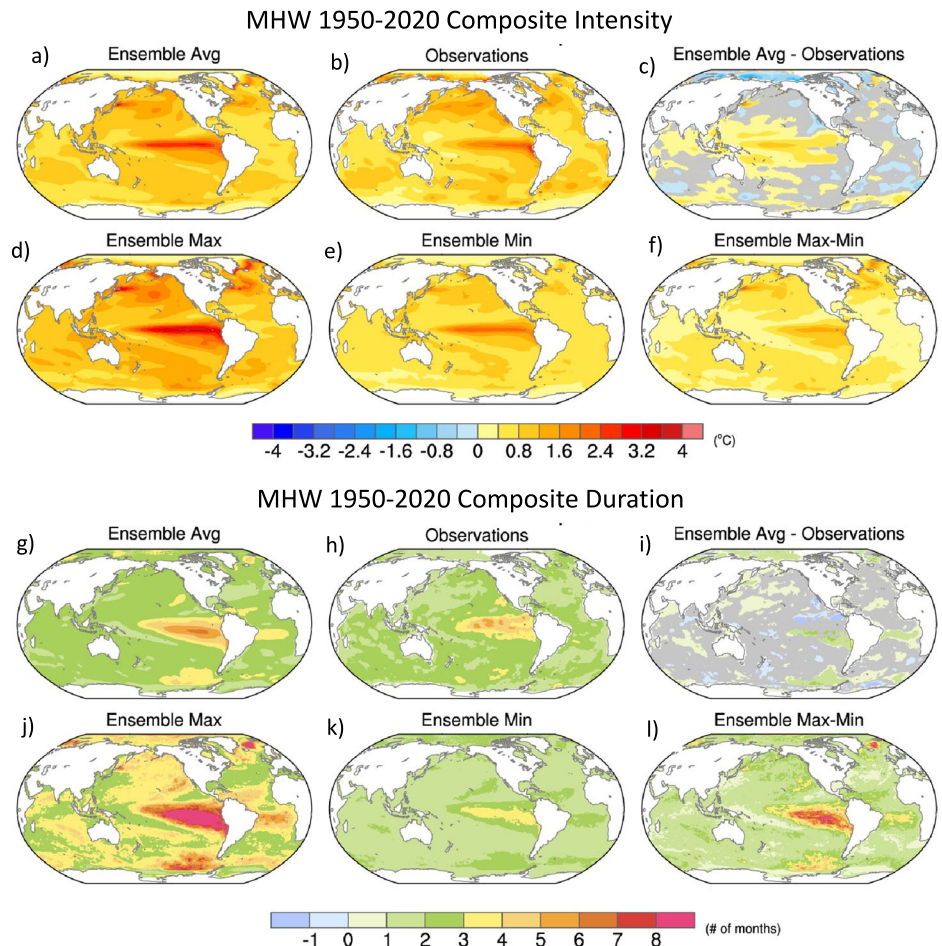 MHW 1950-2020 Composite Intensity
a) Ensemble Avg
b) Observations
c) Ensemble Avg - Observations
d) Ensemble Max
e) Ensemble Min
f) Ensemble Max-Min
-4 -3.2 -2.4 -1.6 -0.8 0 0.8 1.6 2.4 3.2 4 (°C)
MHW 1950-2020 Composite Duration
g) Ensemble Avg
h) Observations
i) Ensemble Avg - Observations
j) Ensemble Max
k) Ensemble Min
l) Ensemble Max-Min
-1 0 1 2 3 4 5 6 7 8 (# of months)